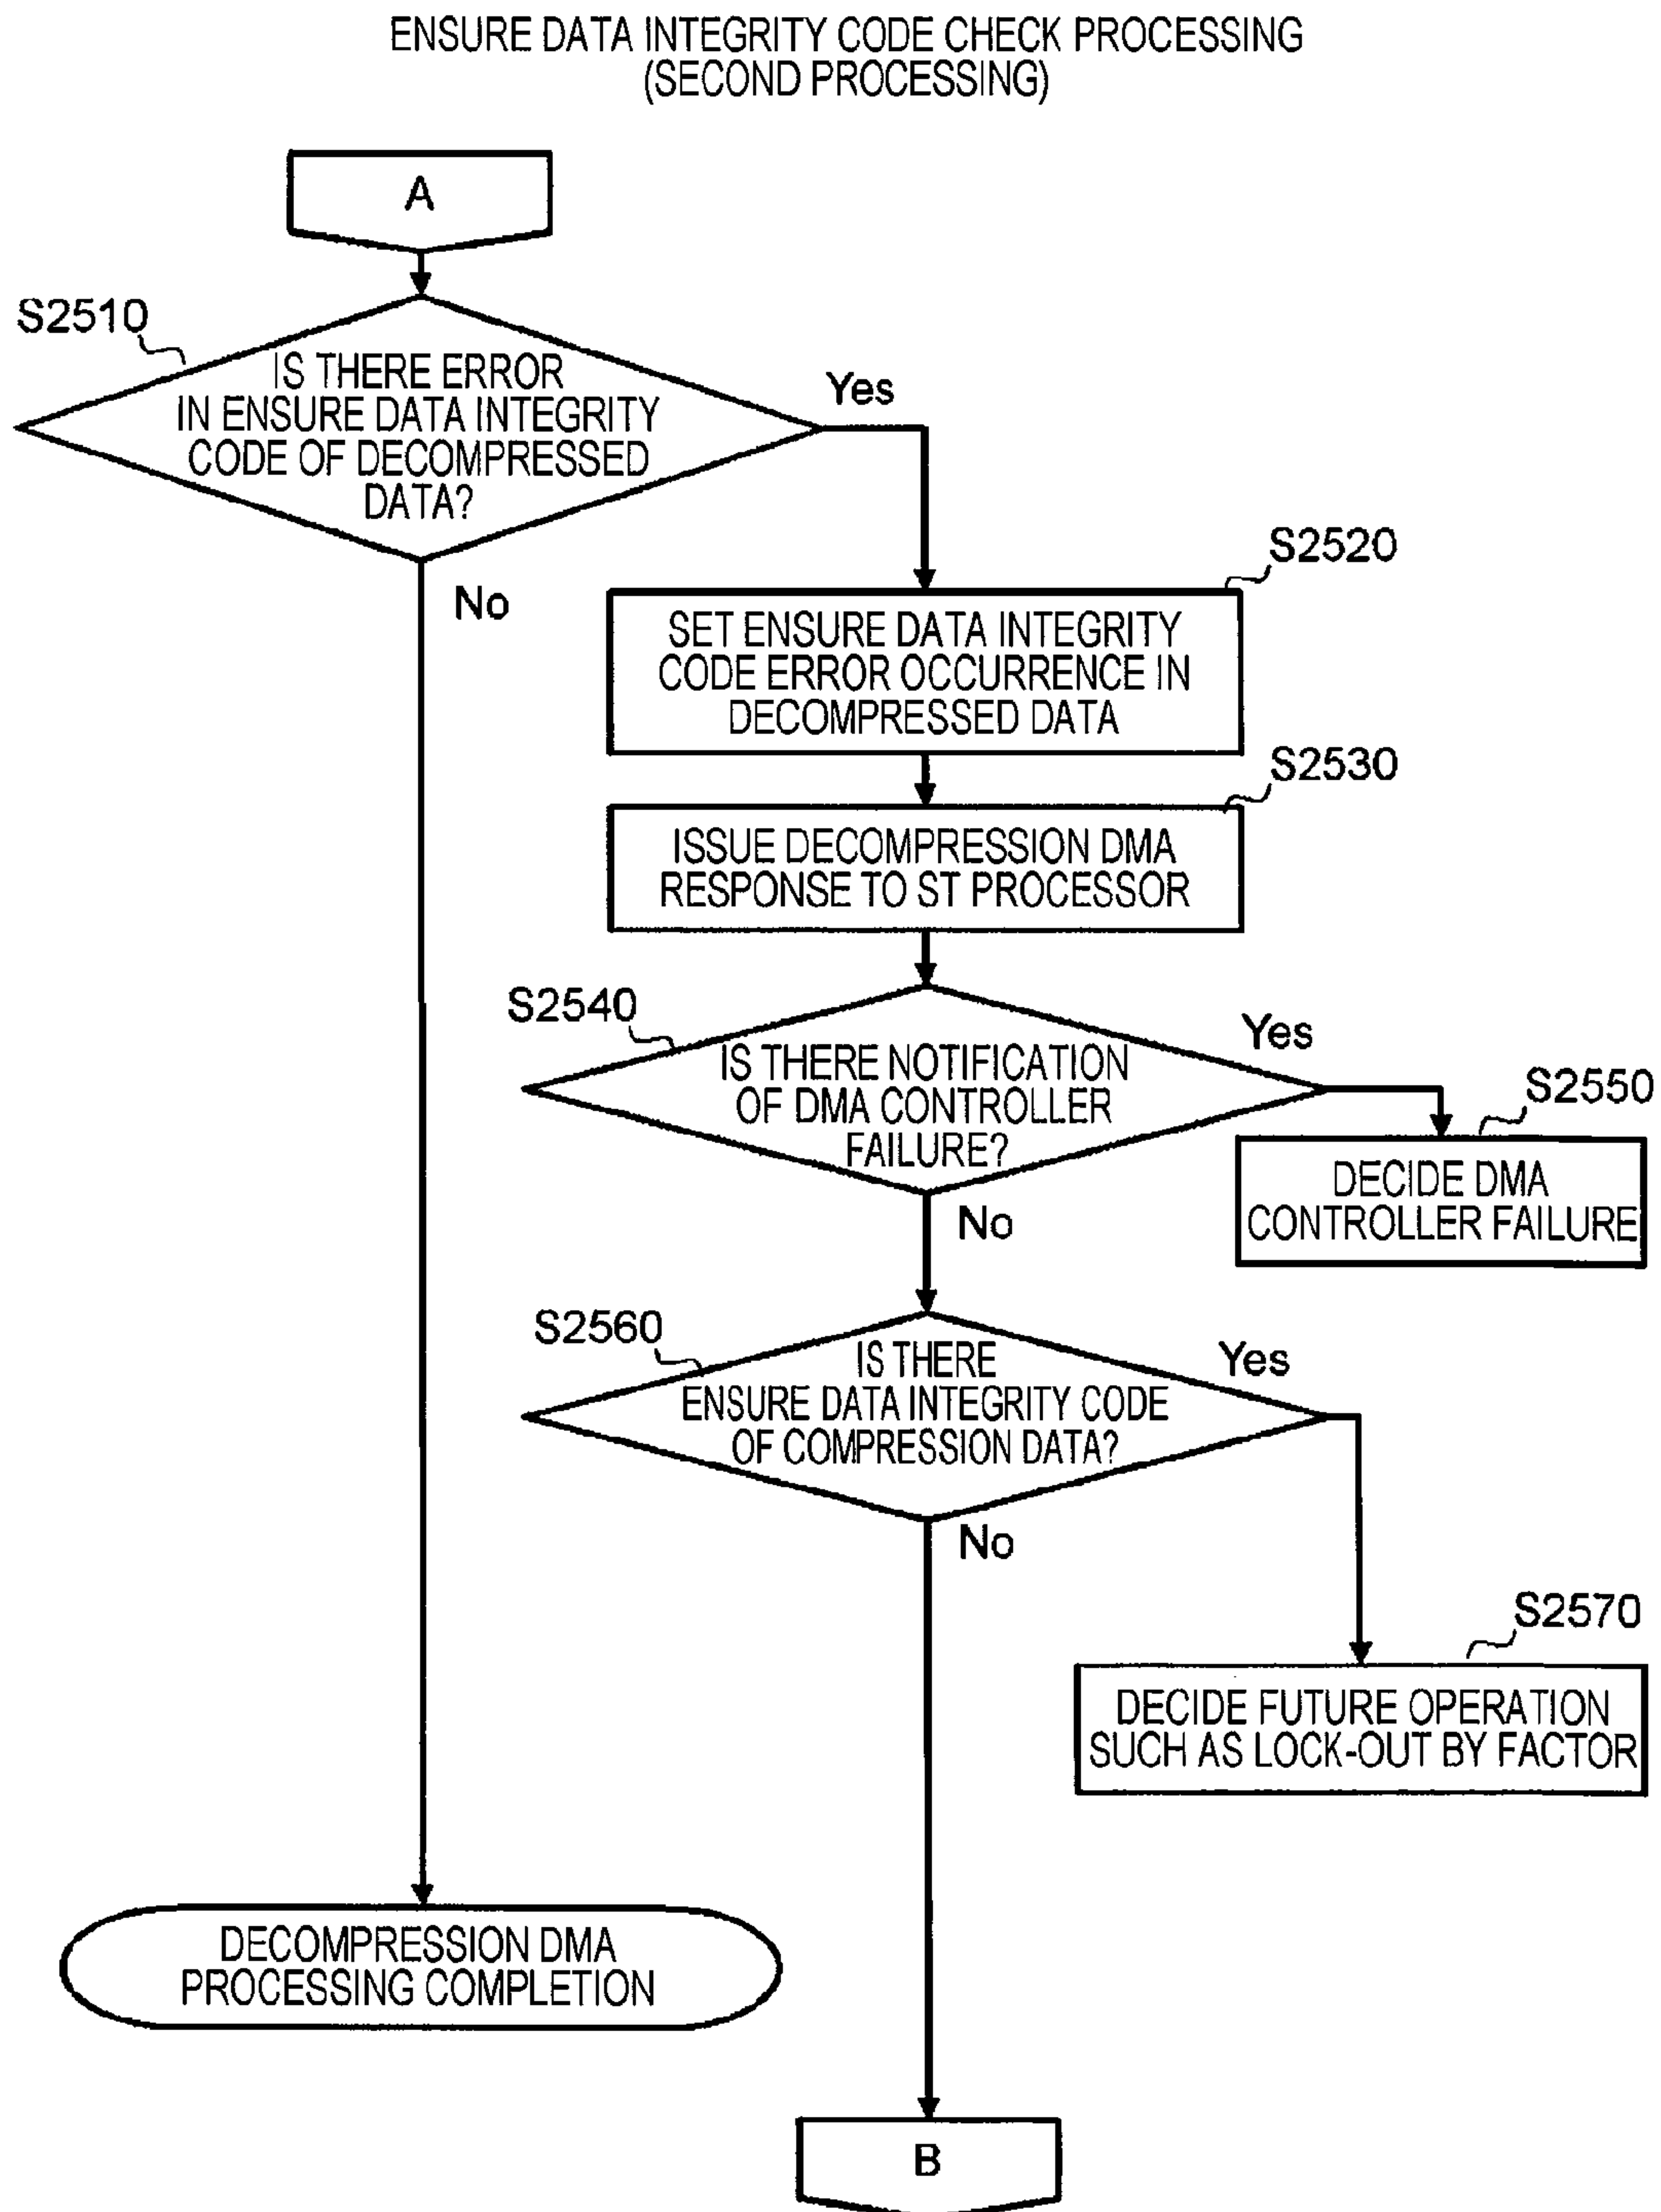 ENSURE DATA INTEGRITY CODE CHECK PROCESSING
(SECOND PROCESSING)
A
S2510
IS THERE ERROR
IN ENSURE DATA INTEGRITY
CODE OF DECOMPRESSED
DATA?
Yes
No
S2520
SET ENSURE DATA INTEGRITY
CODE ERROR OCCURRENCE IN
DECOMPRESSED DATA
S2530
ISSUE DECOMPRESSION DMA
RESPONSE TO ST PROCESSOR
S2540
IS THERE NOTIFICATION
OF DMA CONTROLLER
FAILURE?
Yes
No
S2550
DECIDE DMA
CONTROLLER FAILURE
S2560
IS THERE
ENSURE DATA INTEGRITY CODE
OF COMPRESSION DATA?
Yes
No
S2570
DECIDE FUTURE OPERATION
SUCH AS LOCK-OUT BY FACTOR
DECOMPRESSION DMA
PROCESSING COMPLETION
B